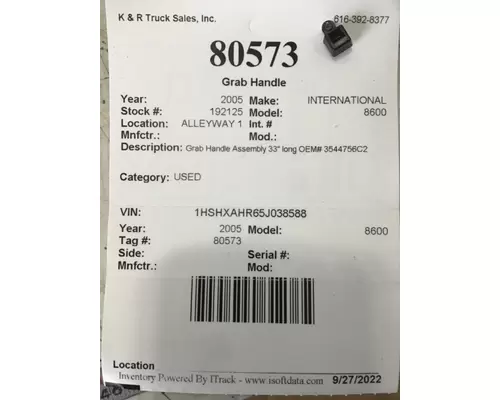 K & R Truck Sales, Inc. 616-392-8377
80573
Grab Handle
Year: 2005 Make: INTERNATIONAL
Stock #: 192125 Model: 8600
Location: ALLEYWAY 1 Int. #
Mnfctr.: Mod.:
Description: Grab Handle Assembly 33" long OEM# 3544756C2
Category: USED
VIN: 1HSHXAHR65J038588
Year: 2005 Model: 8600
Tag #: 80573
Side: Serial #:
Mnfctr.: Mod:
Location
Inventory Powered By ITrack - www.isoftdata.com 9/27/2022